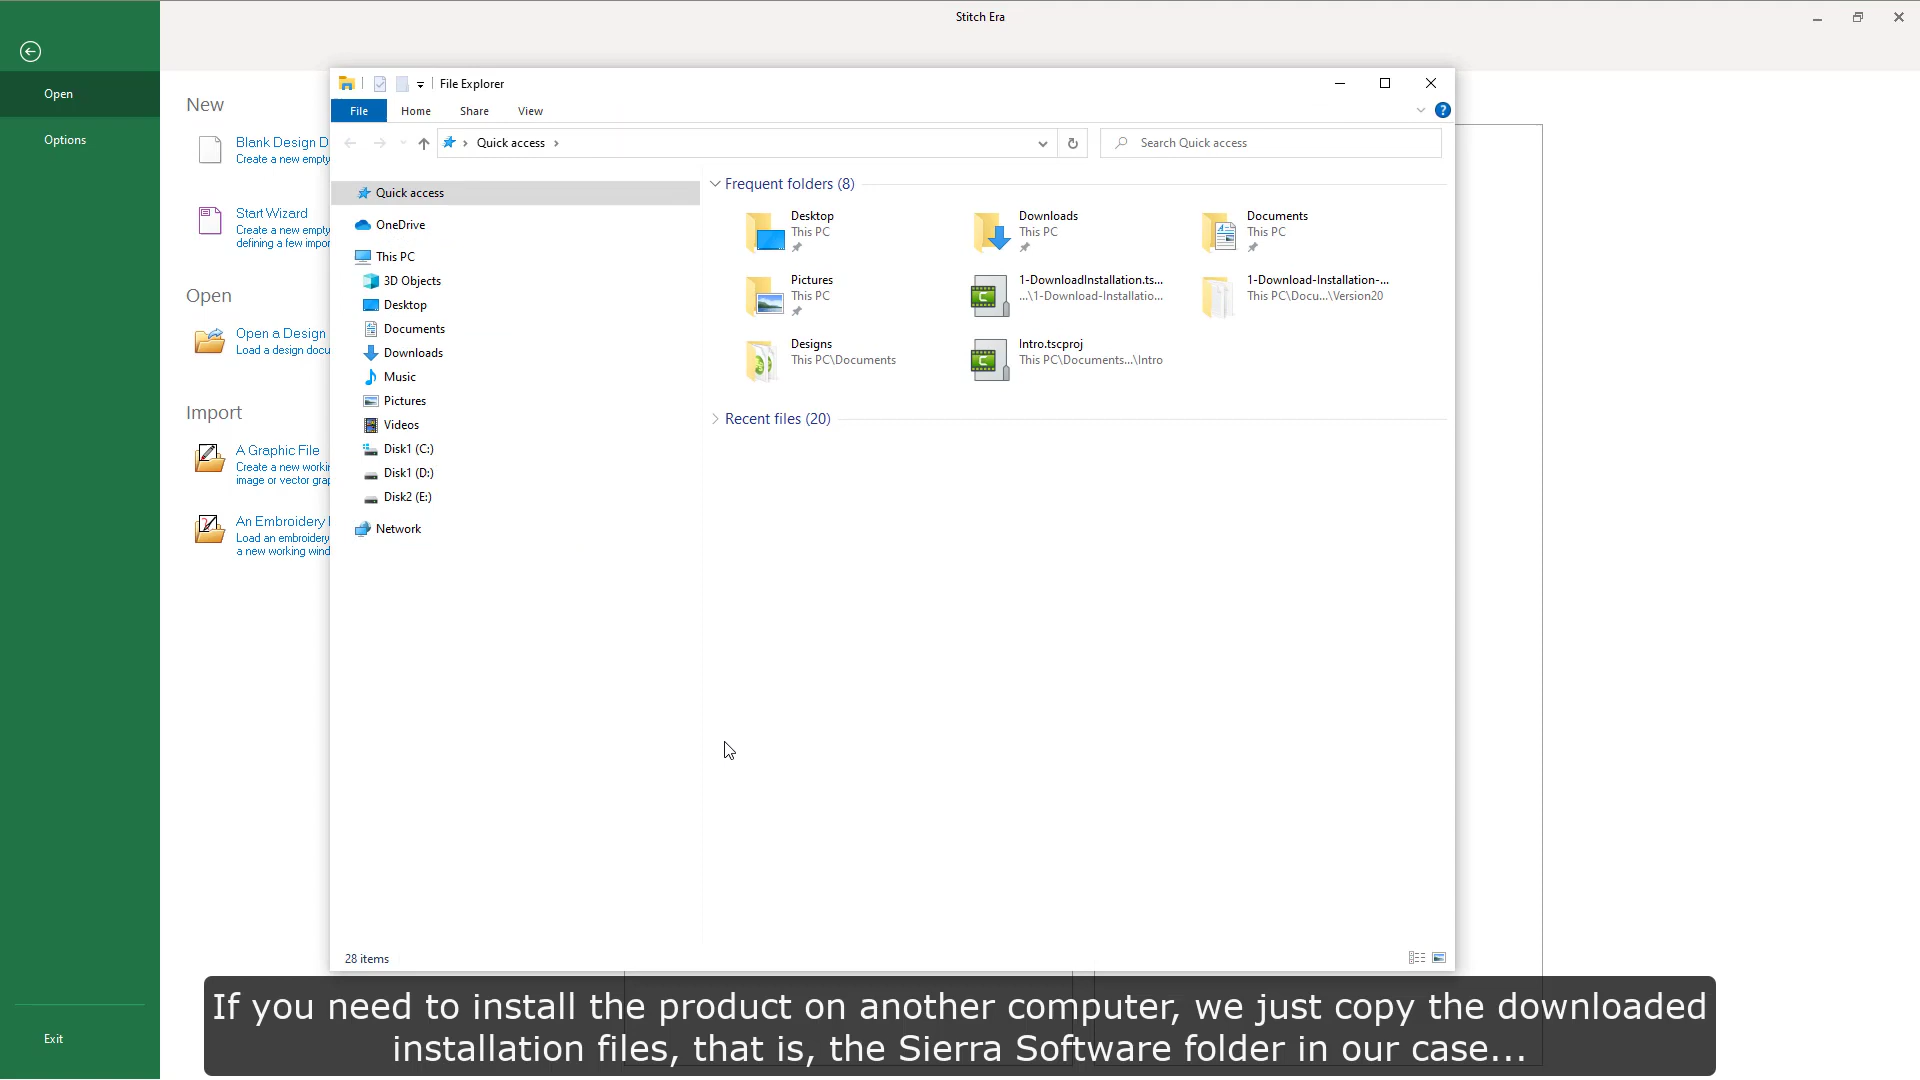 Stitch Era
Open
Options
Exit
New
Blank Design D
Create a new empty
Start Wizard
Create a new empty
defining a few impor
Open
Open a Design
Load a design docu
Import
A Graphic File
Create a new workin
image or vector grap
An Embroidery
Load an embroidery
a new working wind
File Explorer
File Home Share View
Quick access
Search Quick access
Quick access
OneDrive
This PC
3D Objects
Desktop
Documents
Downloads
Music
Pictures
Videos
Disk1 (C:)
Disk1 (D:)
Disk2 (E:)
Network
Frequent folders (8)
Desktop
This PC
Downloads
This PC
Documents
This PC
Pictures
This PC
1-DownloadInstallation.ts...
...\1-Download-Installatio...
1-Download-Installation-...
This PC\Docu...\Version20
Designs
This PC\Documents
Intro.tscproj
This PC\Documents...\Intro
Recent files (20)
28 items
If you need to install the product on another computer, we just copy the downloaded
installation files, that is, the Sierra Software folder in our case...